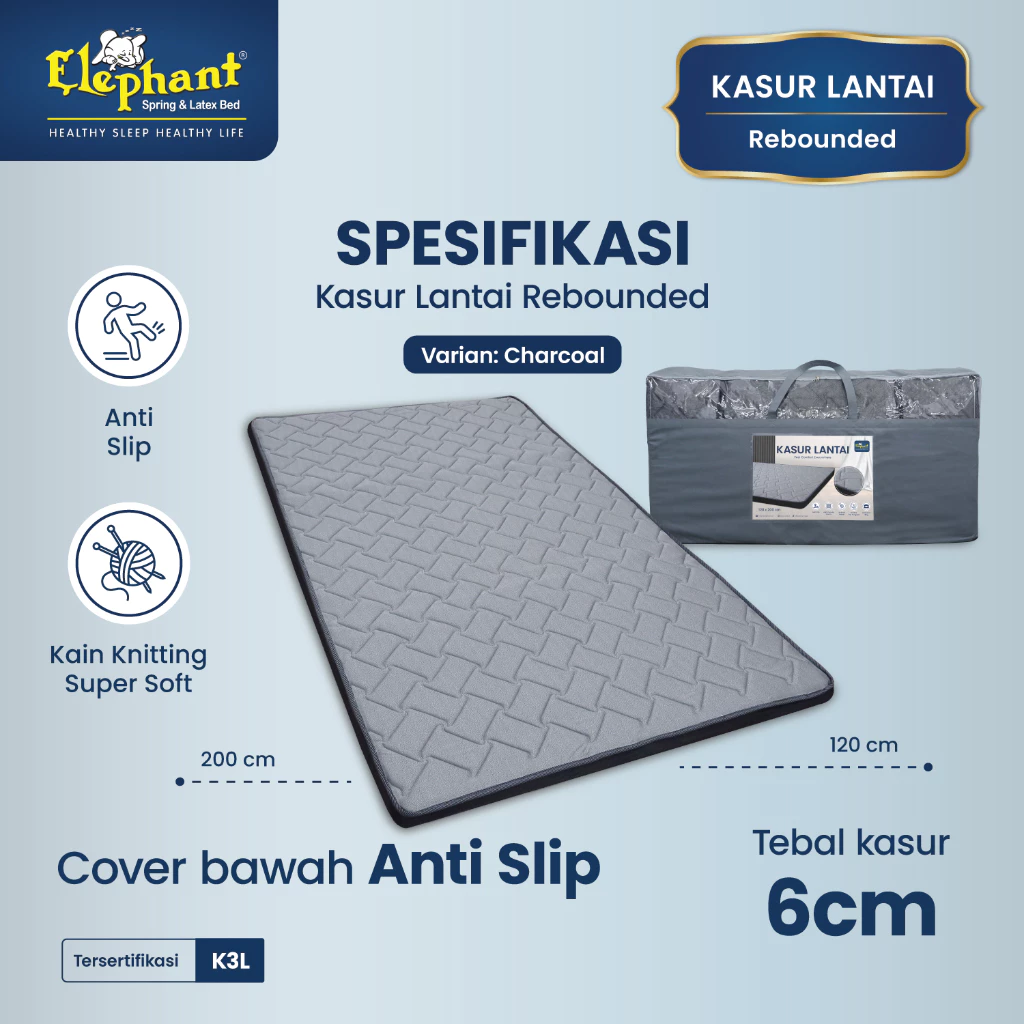 Elephant®
Spring & Latex Bed
HEALTHY SLEEP HEALTHY LIFE
KASUR LANTAI
Rebounded
SPESIFIKASI
Kasur Lantai Rebounded
Varian: Charcoal
Anti
Slip
KASUR LANTAI
Kain Knitting
Super Soft
200 cm
120 cm
Cover bawah Anti Slip
Tebal kasur
6cm
Tersertifikasi K3L